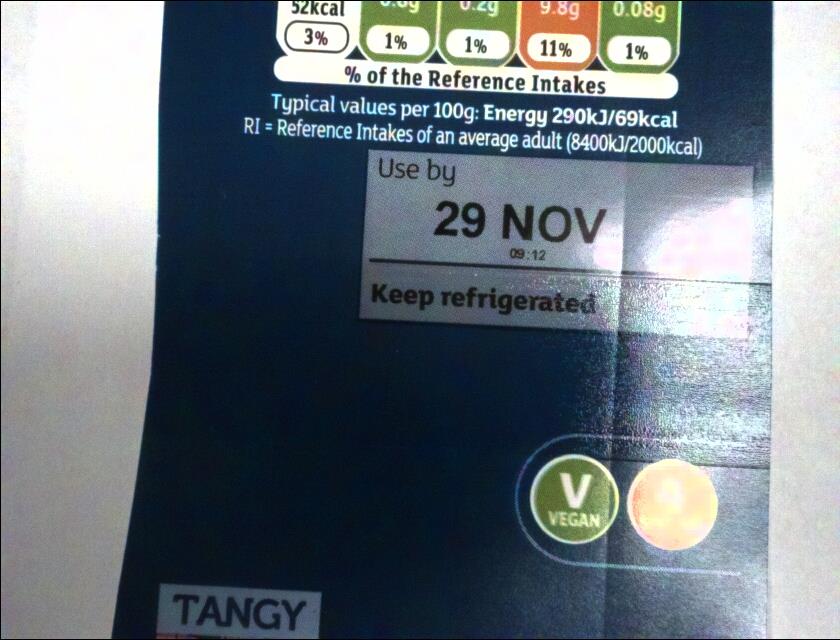 52kcal 0.2g 9.8g 0.08g
3% 1% 1% 11% 1%
% of the Reference Intakes
Typical values per 100g: Energy 290kJ/69kcal
RI = Reference Intakes of an average adult (8400kJ/2000kcal)
Use by
29 NOV
09:12
Keep refrigerated
V
VEGAN
TANGY